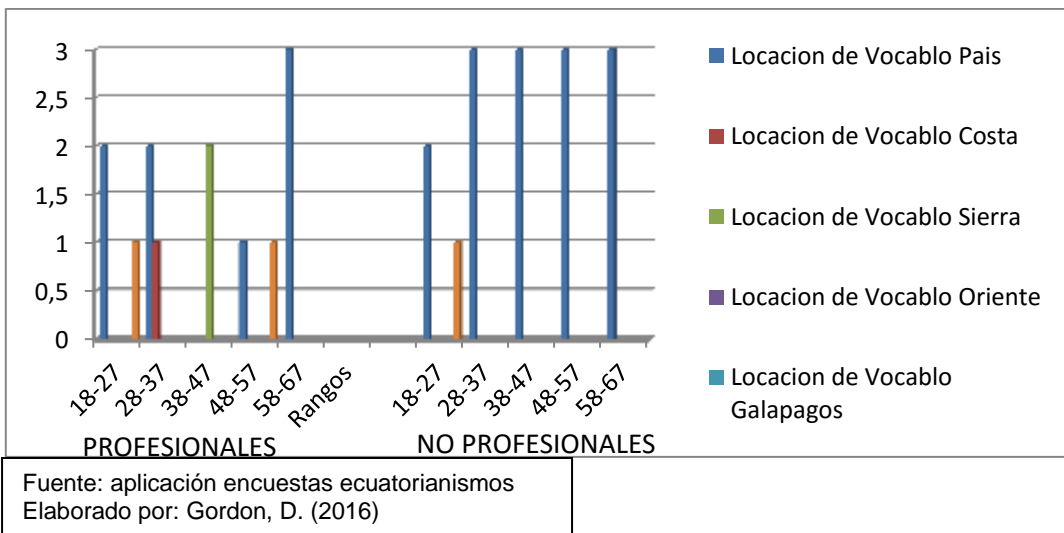 3
2,5
2
1,5
1
0,5
0
18-27
28-37
38-47
48-57
58-67
Rangos
18-27
28-37
38-47
48-57
58-67
PROFESIONALES
NO PROFESIONALES
Locacion de Vocablo Pais
Locacion de Vocablo Costa
Locacion de Vocablo Sierra
Locacion de Vocablo Oriente
Locacion de Vocablo
Galapagos
Fuente: aplicación encuestas ecuatorianismos
Elaborado por: Gordon, D. (2016)